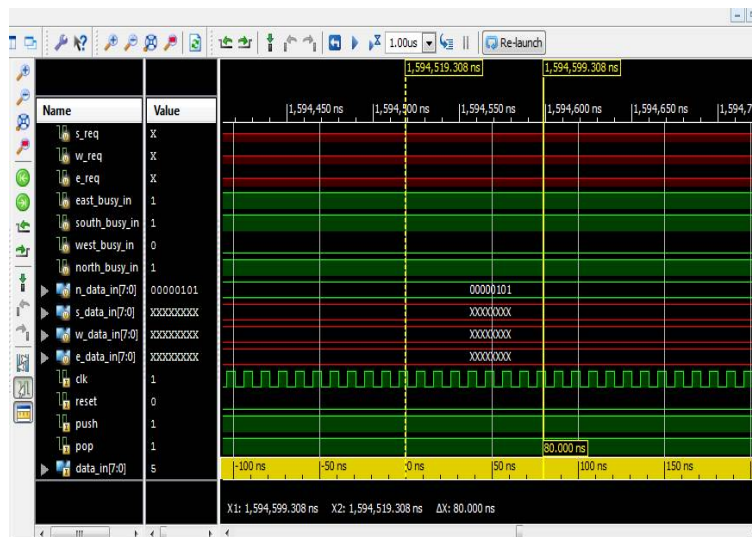 1.00us Re-launch
1,594,519.308 ns 1,594,599.308 ns
Name Value
1,594,450 ns 1,594,500 ns 1,594,550 ns 1,594,600 ns 1,594,650 ns 1,594,7
s_req X
w_req X
e_req X
east_busy_in 1
south_busy_in 1
west_busy_in 0
north_busy_in 1
n_data_in[7:0] 00000101 00000101
s_data_in[7:0] XXXXXXXX XXXXXXXX
w_data_in[7:0] XXXXXXXX XXXXXXXX
e_data_in[7:0] XXXXXXXX XXXXXXXX
clk 1
reset 0
push 1
pop 1 80.000 ns
data_in[7:0] 5 -100 ns -50 ns 0 ns 50 ns 100 ns 150 ns
X1: 1,594,599.308 ns X2: 1,594,519.308 ns ΔX: 80.000 ns